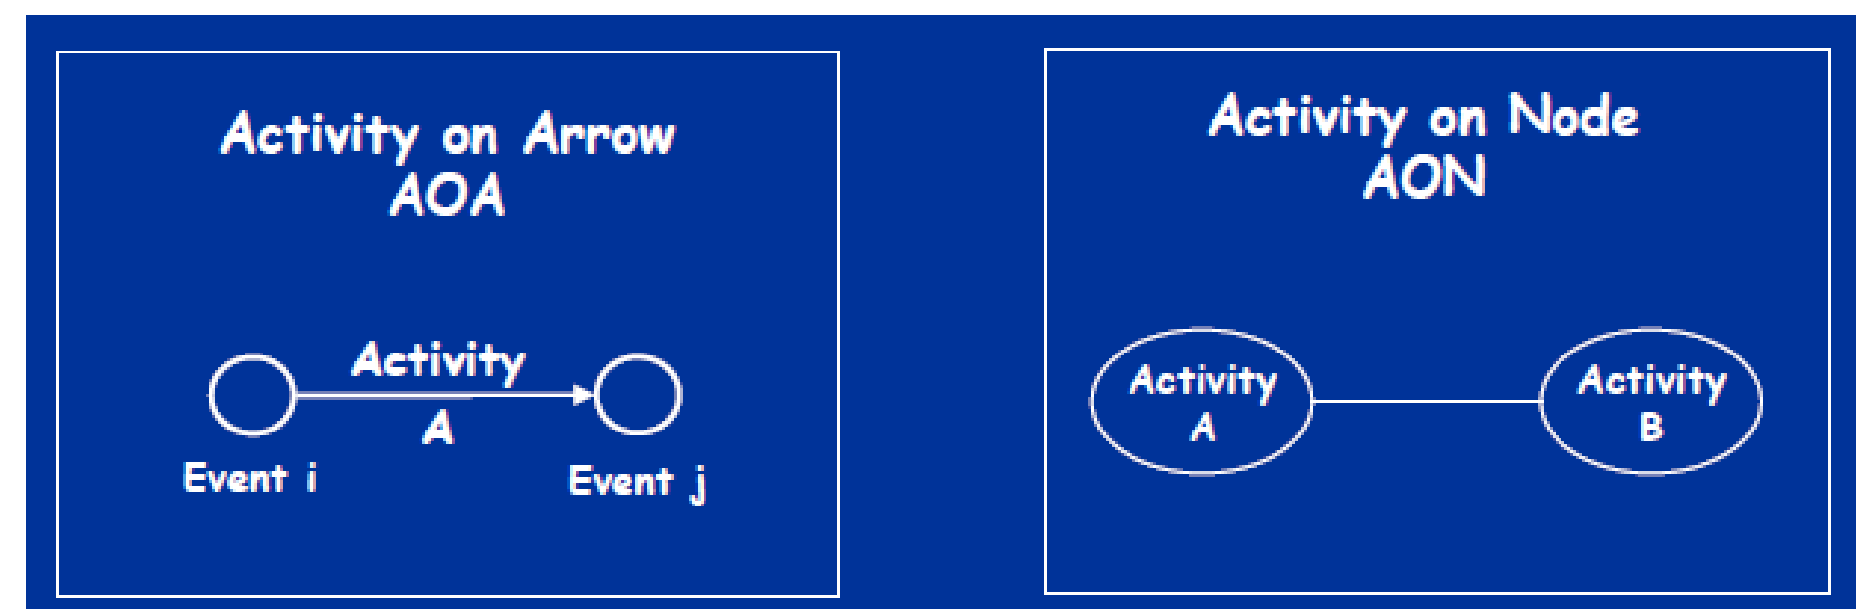 Activity on Arrow
AOA
Activity
A
Event i
Event j
Activity on Node
AON
Activity
A
Activity
B